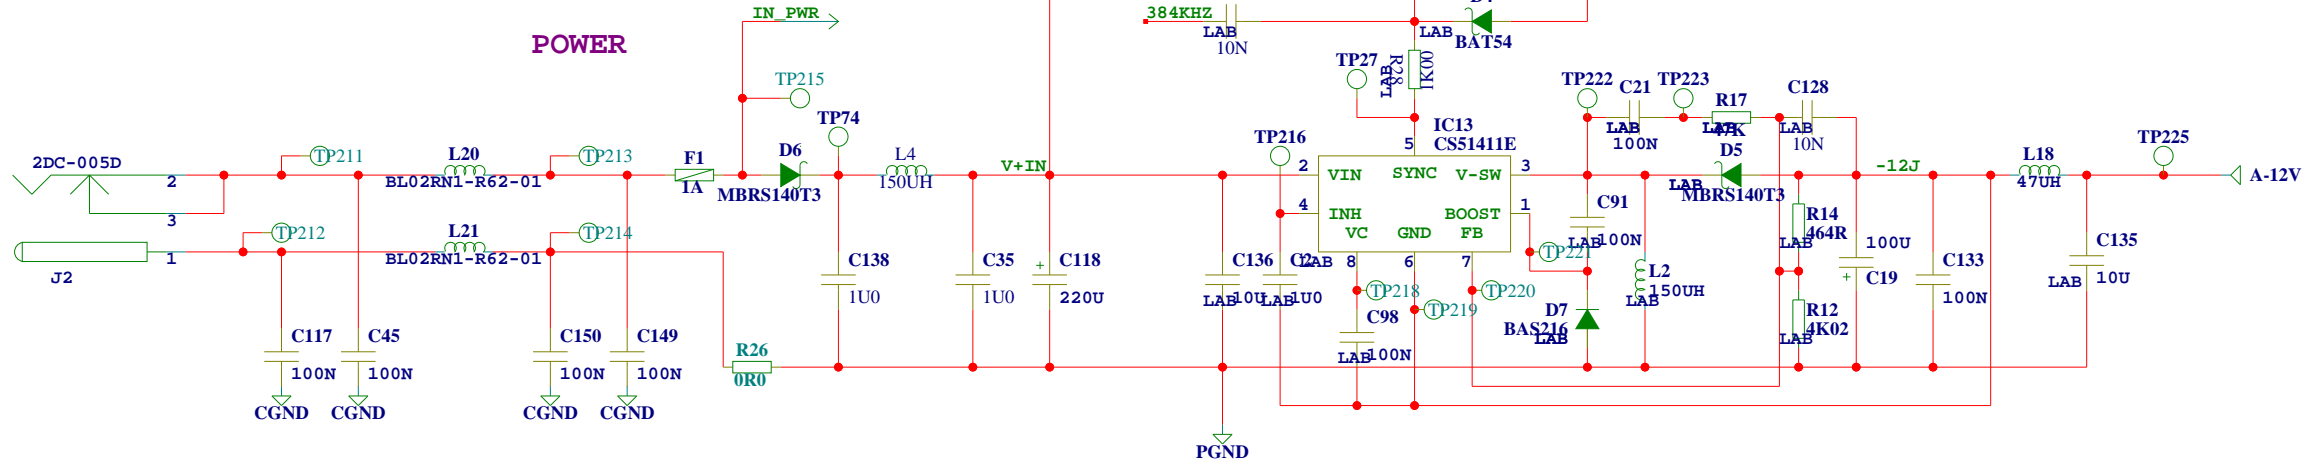 IN_PWR
384KHZ
LAB
10N
LAB
BAT54
POWER
TP215
TP74
TP27
R28
LAB
1K00
TP222
C21
TP223
R17
C128
LAB
100N
LAB
47K
LAB
10N
2DC-005D
2
3
1
J2
TP211
L20
BL02RN1-R62-01
TP213
F1
1A
D6
MBRS140T3
L4
150UH
V+IN
TP216
IC13
CS51411E
5
2
VIN
SYNC
V-SW
3
4
INH
BOOST
1
VC
GND
FB
8
6
7
D5
LAB
MBRS140T3
-12J
L18
47UH
TP225
A-12V
TP212
L21
BL02RN1-R62-01
TP214
C91
LAB
100N
TP221
R14
464R
LAB
100U
+
C19
C133
100N
C135
LAB
10U
C138
1U0
C35
1U0
+
C118
220U
C136
LAB
10U
C2
LAB
LAB
1U0
TP218
TP219
TP220
L2
150UH
LAB
D7
BAS216
LAB
R12
4K02
LAB
C98
LAB
100N
C117
100N
C45
100N
C150
100N
C149
100N
R26
0R0
CGND
CGND
CGND
CGND
PGND